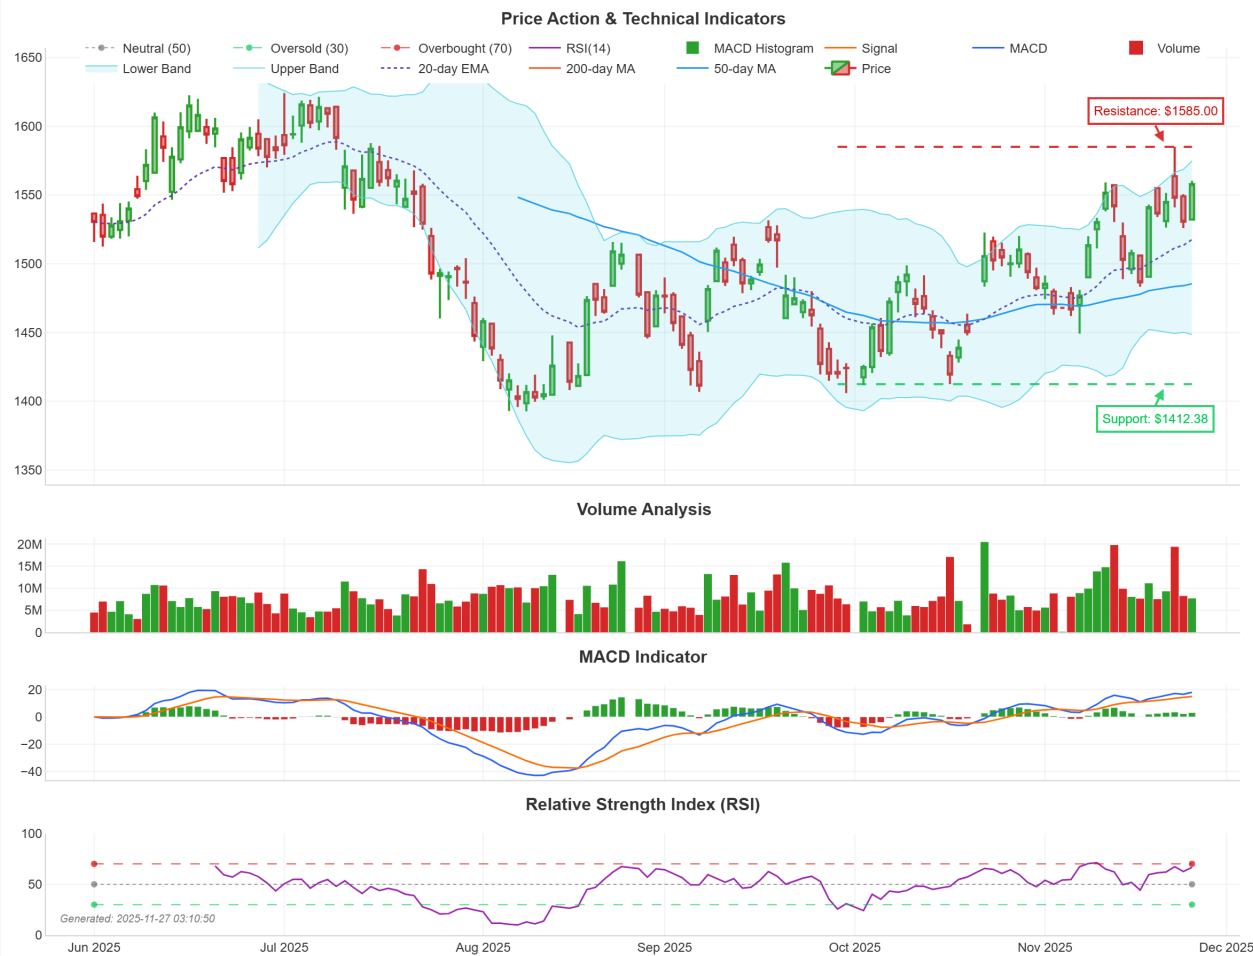 Price Action & Technical Indicators
Neutral (50) Oversold (30) Overbought (70) RSI(14) MACD Histogram Signal MACD Volume
Lower Band Upper Band 20-day EMA 200-day MA 50-day MA Price
1650
1600
1550
1500
1450
1400
1350
Resistance: $1585.00
Support: $1412.38
Volume Analysis
20M
15M
10M
5M
0
MACD Indicator
20
0
−20
−40
Relative Strength Index (RSI)
100
50
0
Generated: 2025-11-27 03:10:50
Jun 2025 Jul 2025 Aug 2025 Sep 2025 Oct 2025 Nov 2025 Dec 2025